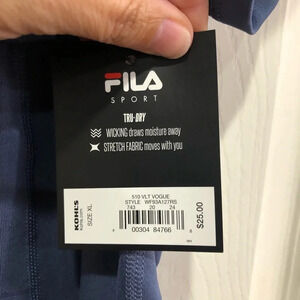 FILA
SPORT
TRU-DRY
WICKING draws moisture away
STRETCH FABRIC moves with you
KOHL'S
SIZE XL
510 VLT VOGUE
STYLE WF93A127RS
743 20 24
00304 84766
$25.00